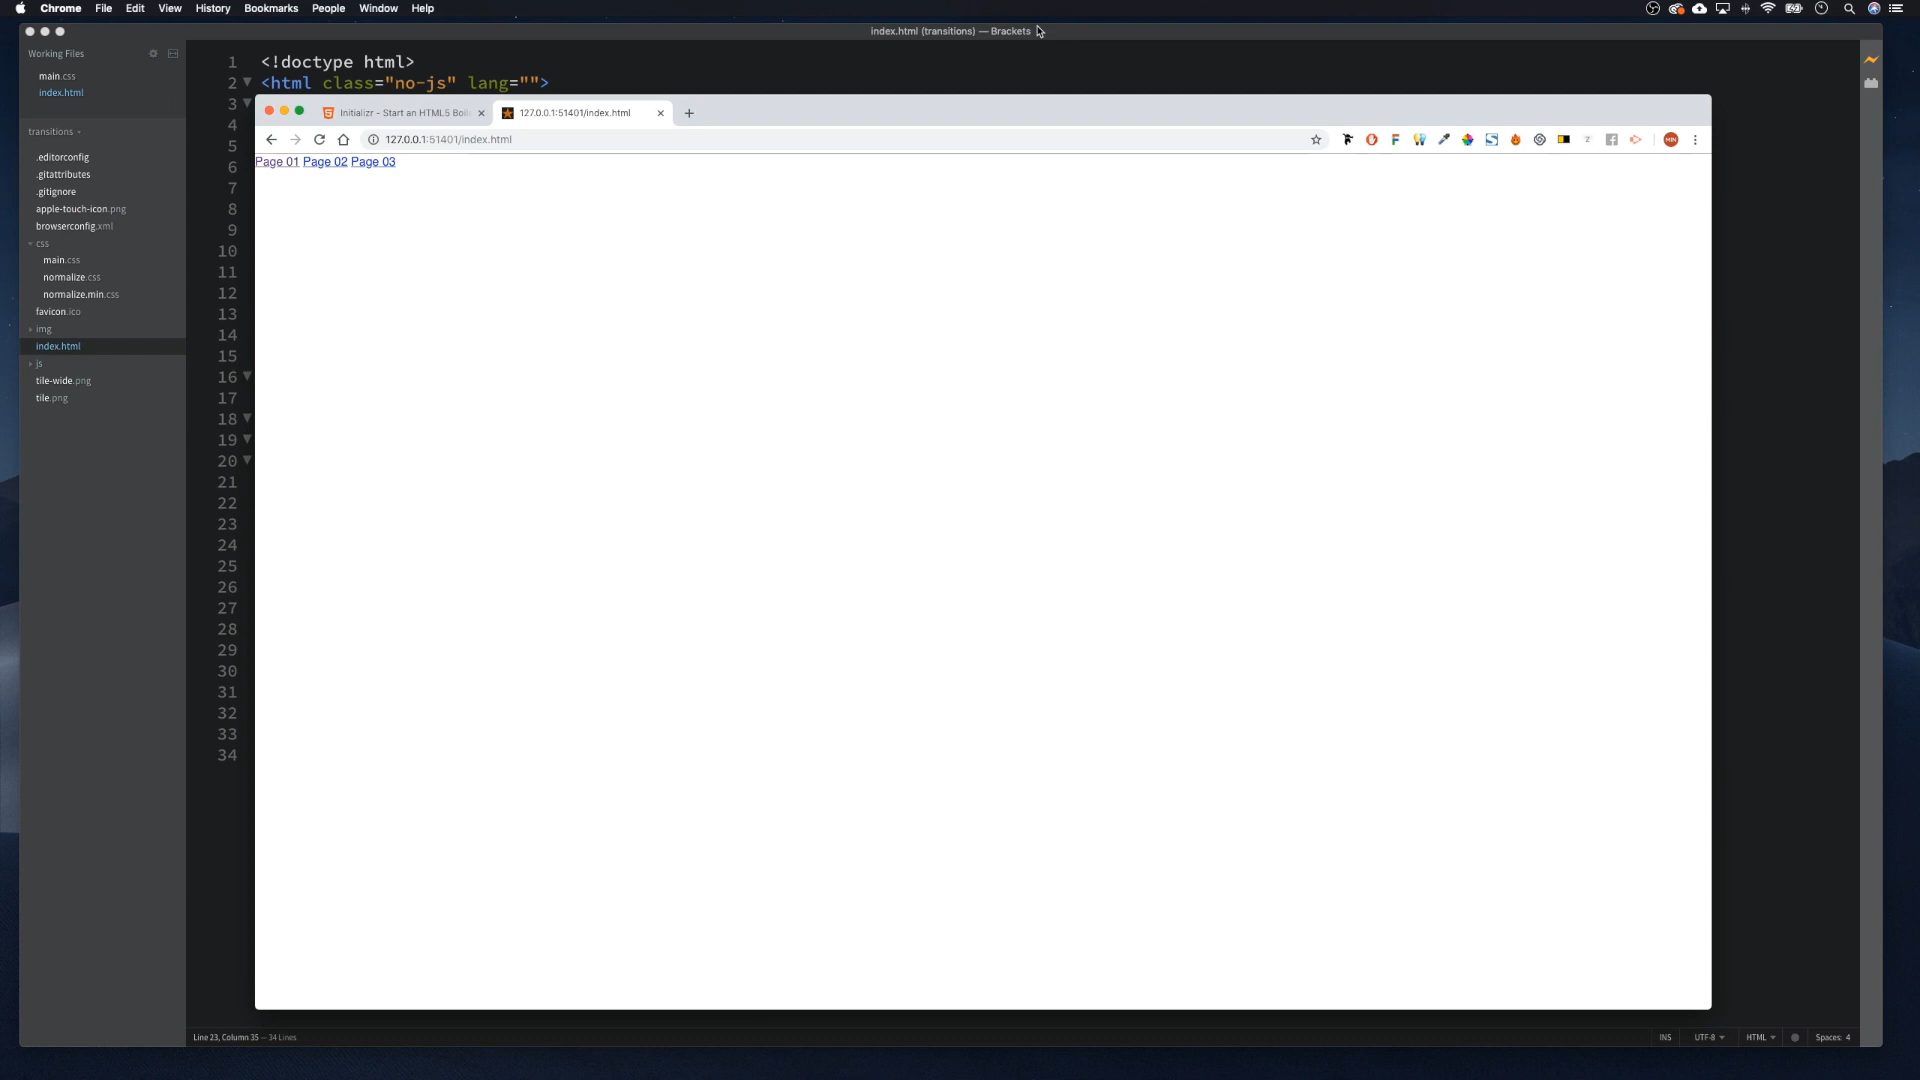 Chrome File Edit View History Bookmarks People Window Help
index.html (transitions) — Brackets
Working Files
main.css
index.html
transitions
.editorconfig
.gitattributes
.gitignore
apple-touch-icon.png
browserconfig.xml
css
main.css
normalize.css
normalize.min.css
favicon.ico
img
index.html
js
tile-wide.png
tile.png
1 <!doctype html>
2 <html class="no-js" lang="">
3
4
5
6
7
8
9
10
11
12
13
14
15
16
17
18
19
20
21
22
23
24
25
26
27
28
29
30
31
32
33
34
Initializr - Start an HTML5 Boil
127.0.0.1:51401/index.html
127.0.0.1:51401/index.html
Page 01 Page 02 Page 03
Line 23, Column 35 — 34 Lines
INS UTF-8 HTML Spaces: 4